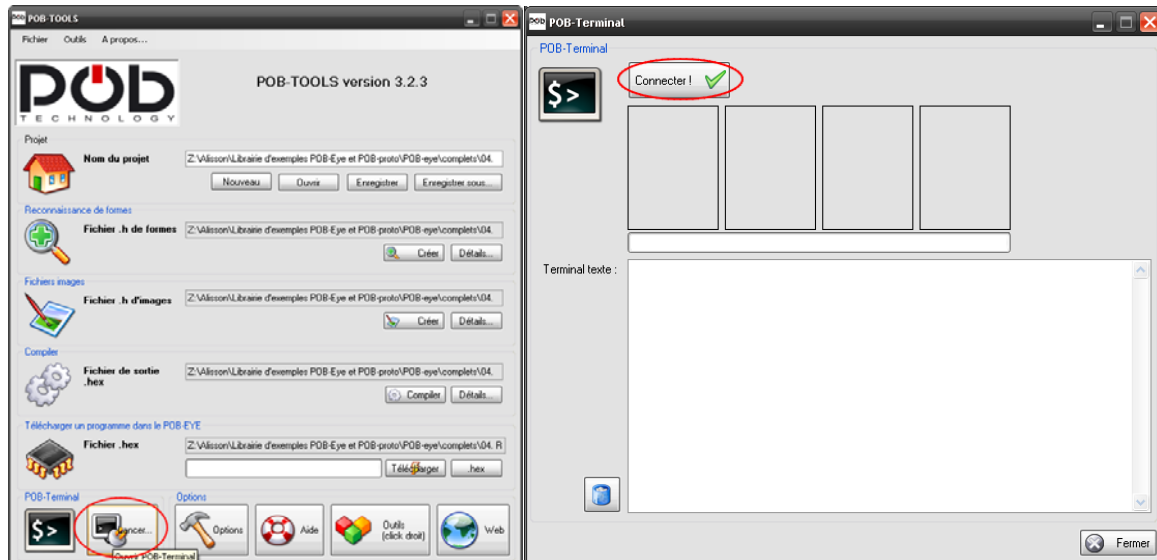 POB-TOOLS
Fichier Outils A propos...
POB
TECHNOLOGY
POB-TOOLS version 3.2.3
Projet
Nom du projet
Z:\Alisson\Librairie d'exemples POB-Eye et POB-proto\POB-eye\complets\04.
Nouveau Ouvrir Enregistrer Enregistrer sous...
Reconnaissance de formes
Fichier .h de formes
Z:\Alisson\Librairie d'exemples POB-Eye et POB-proto\POB-eye\complets\04.
Créer Détails...
Fichiers images
Fichier .h d'images
Z:\Alisson\Librairie d'exemples POB-Eye et POB-proto\POB-eye\complets\04.
Créer Détails...
Compiler
Fichier de sortie
.hex
Z:\Alisson\Librairie d'exemples POB-Eye et POB-proto\POB-eye\complets\04.
Compiler Détails...
Télécharger un programme dans le POB-EYE
Fichier .hex
Z:\Alisson\Librairie d'exemples POB-Eye et POB-proto\POB-eye\complets\04. R
Télécharger .hex
POB-Terminal
$>
Lancer...
Ouvrir POB-Terminal
Options
Options Aide Outils
(click droit)
Web
POB-Terminal
POB-Terminal
$>
Connecter !
Terminal texte :
Fermer